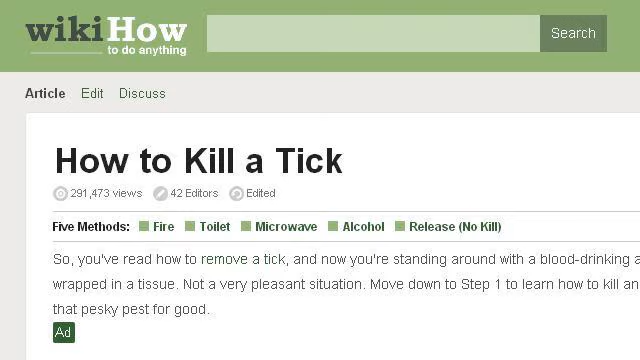 wikiHow
to do anything
Search
Article Edit Discuss
How to Kill a Tick
291,473 views 42 Editors Edited
Five Methods: Fire Toilet Microwave Alcohol Release (No Kill)
So, you've read how to remove a tick, and now you're standing around with a blood-drinking a
wrapped in a tissue. Not a very pleasant situation. Move down to Step 1 to learn how to kill an
that pesky pest for good.
Ad